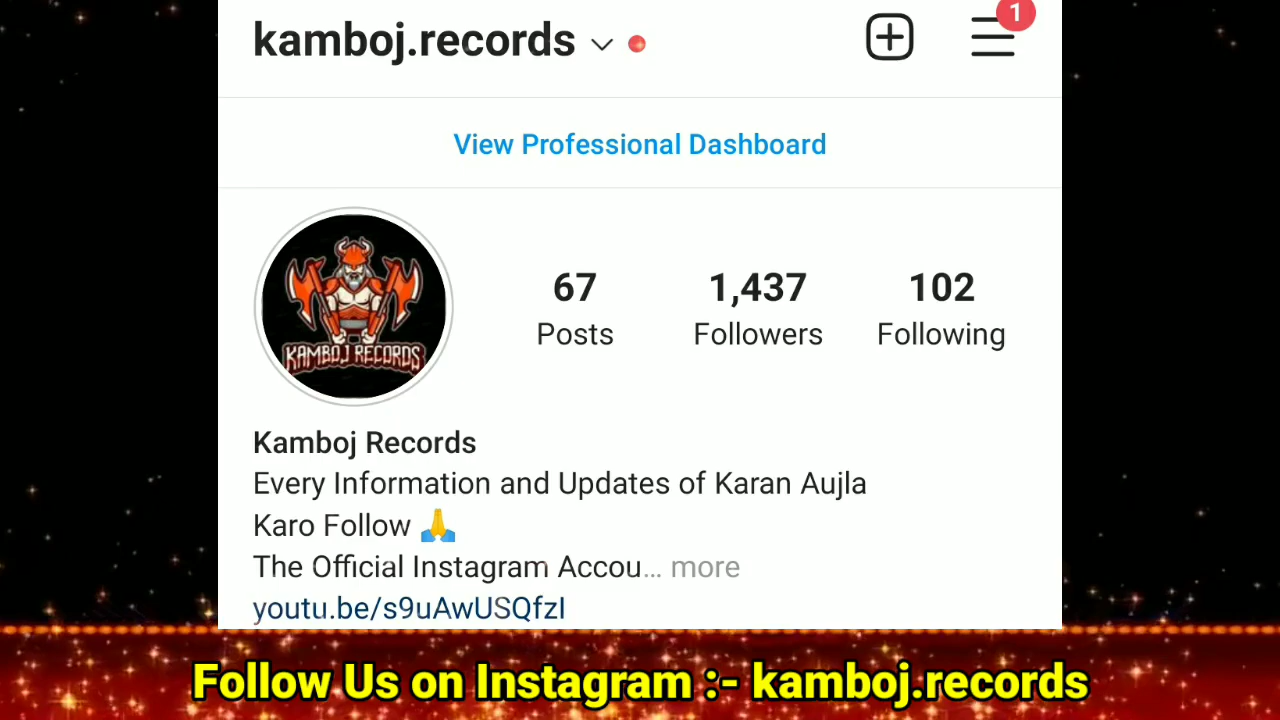 kamboj.records
1
View Professional Dashboard
KAMBOJ RECORDS
67 1,437 102
Posts Followers Following
Kamboj Records
Every Information and Updates of Karan Aujla
Karo Follow 🙏
The Official Instagram Accou... more
youtu.be/s9uAwUSQfzI
Follow Us on Instagram :- kamboj.records